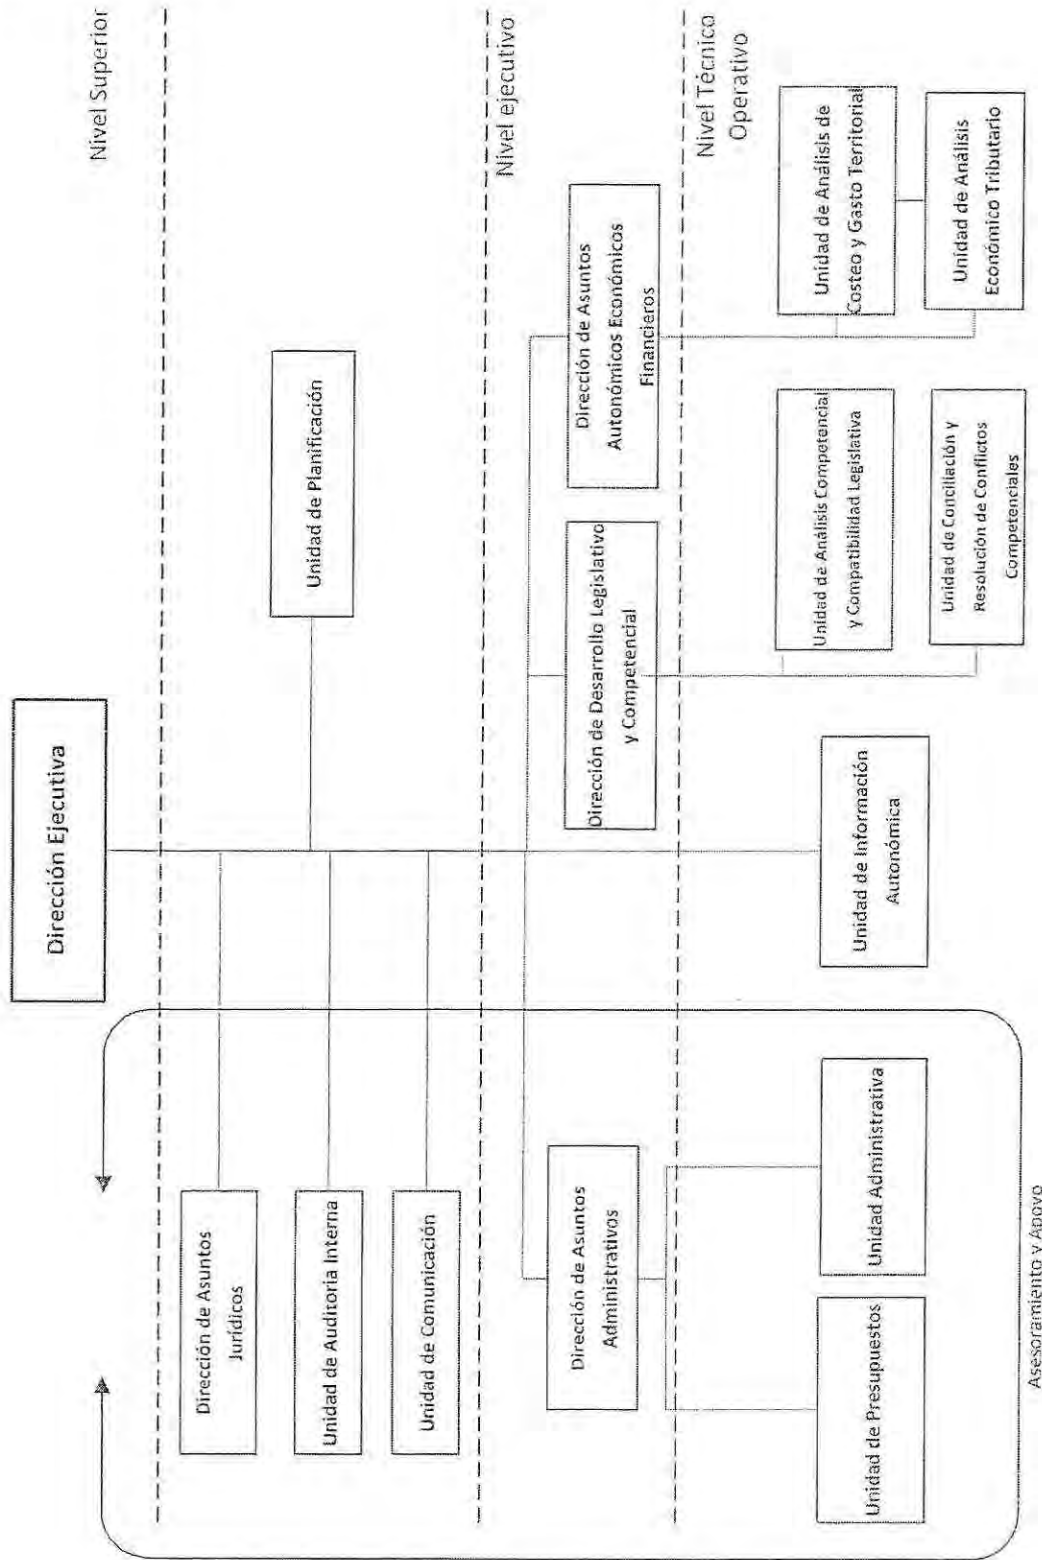 Dirección Ejecutiva
Nivel Superior
Dirección de Asuntos
Jurídicos
Unidad de Auditoria Interna
Unidad de Comunicación
Unidad de Planificación
Nivel ejecutivo
Dirección de Asuntos
Administrativos
Dirección de Desarrollo Legislativo
y Competencial
Dirección de Asuntos
Autonómicos Económicos
Financieros
Nivel Técnico
Operativo
Unidad de Presupuestos
Unidad Administrativa
Unidad de Información
Autonómica
Unidad de Análisis Competencial
y Compatibilidad Legislativa
Unidad de Conciliación y
Resolución de Conflictos
Competenciales
Unidad de Análisis de
Costeo y Gasto Territorial
Unidad de Análisis
Económico Tributario
Asesoramiento y Apoyo